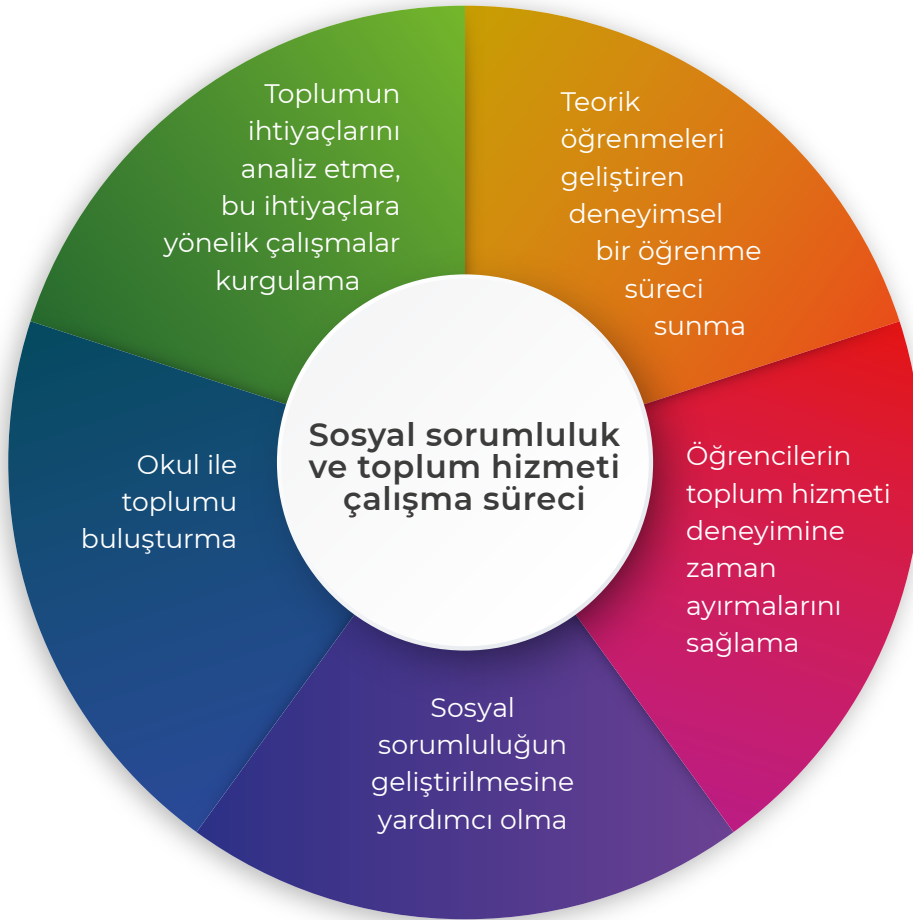 Sosyal sorumluluk
ve toplum hizmeti
çalışma süreci
Teorik
öğrenmeleri
geliştiren
deneyimsel
bir öğrenme
süreci
sunma
Öğrencilerin
toplum hizmeti
deneyimine
zaman
ayırmalarını
sağlama
Sosyal
sorumluluğun
geliştirilmesine
yardımcı olma
Okul ile
toplumu
buluşturma
Toplumun
ihtiyaçlarını
analiz etme,
bu ihtiyaçlara
yönelik çalışmalar
kurgulama